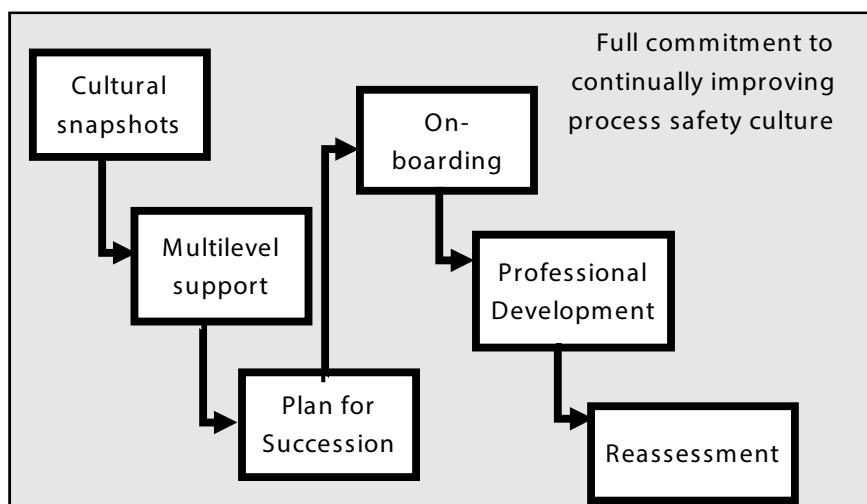 Full commitment to
continually improving
process safety culture
Cultural
snapshots
On-
boarding
Multilevel
support
Professional
Development
Plan for
Succession
Reassessment